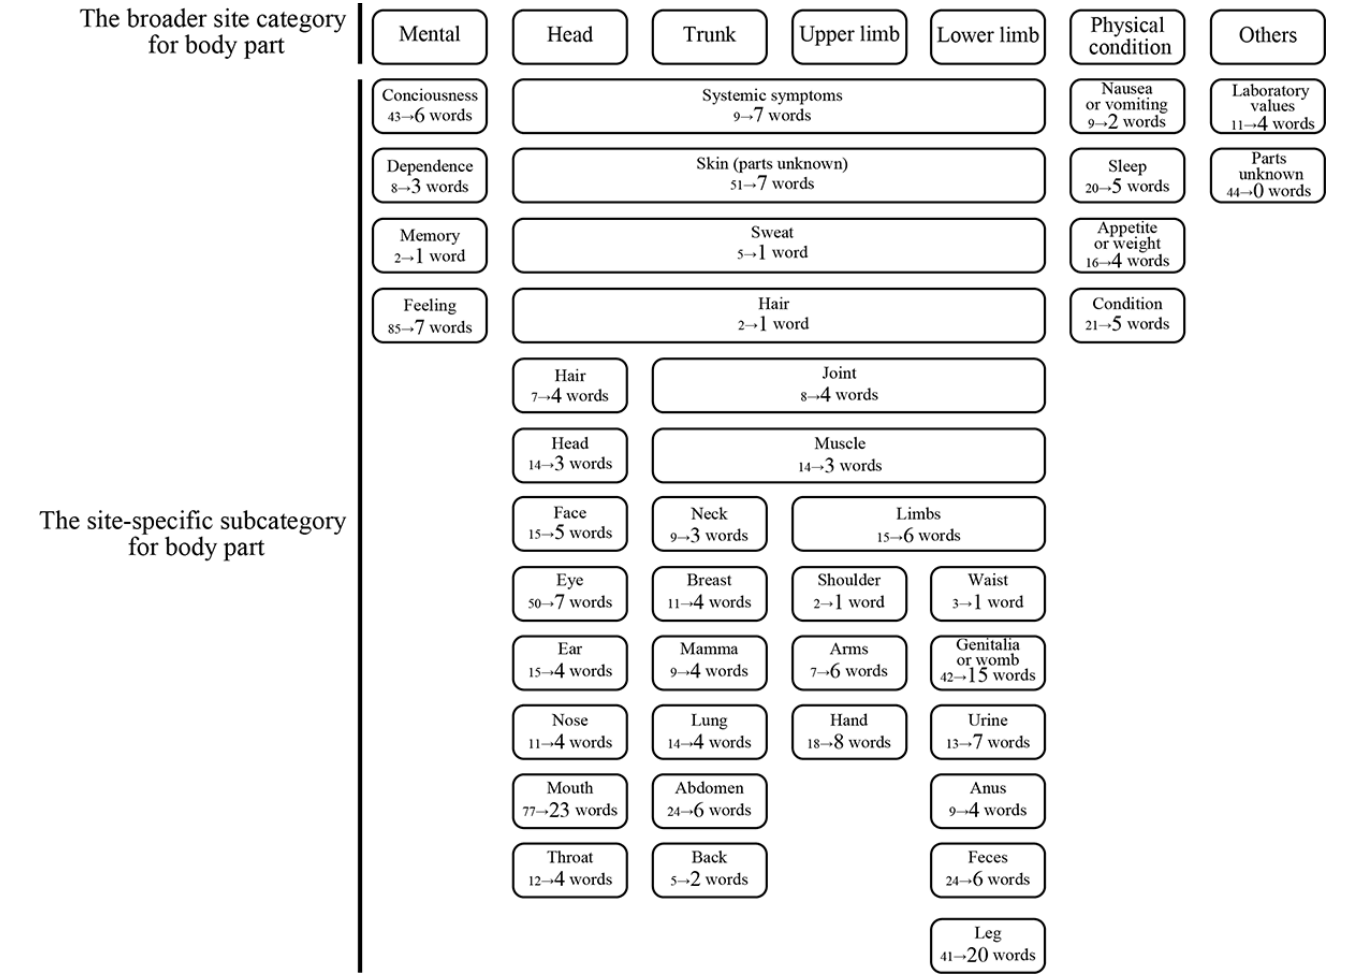 The broader site category
for body part
Mental
Head
Trunk
Upper limb
Lower limb
Physical
condition
Others
Conciousness
43→6 words
Systemic symptoms
9→7 words
Nausea
or vomiting
9→2 words
Laboratory
values
11→4 words
Dependence
8→3 words
Skin (parts unknown)
51→7 words
Sleep
20→5 words
Parts
unknown
44→0 words
Memory
2→1 word
Sweat
5→1 word
Appetite
or weight
16→4 words
Feeling
85→7 words
Hair
2→1 word
Condition
21→5 words
Hair
7→4 words
Joint
8→4 words
Head
14→3 words
Muscle
14→3 words
The site-specific subcategory
for body part
Face
15→5 words
Neck
9→3 words
Limbs
15→6 words
Eye
50→7 words
Breast
11→4 words
Shoulder
2→1 word
Waist
3→1 word
Ear
15→4 words
Mamma
9→4 words
Arms
7→6 words
Genitalia
or womb
42→15 words
Nose
11→4 words
Lung
14→4 words
Hand
18→8 words
Urine
13→7 words
Mouth
77→23 words
Abdomen
24→6 words
Anus
9→4 words
Throat
12→4 words
Back
5→2 words
Feces
24→6 words
Leg
41→20 words